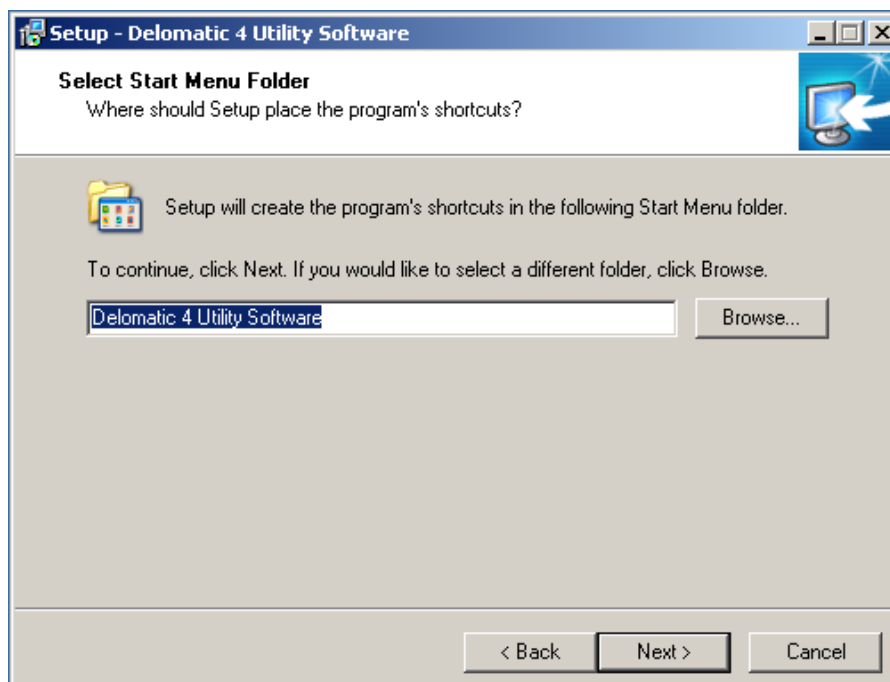 Setup - Delomatic 4 Utility Software
Select Start Menu Folder
Where should Setup place the program's shortcuts?
Setup will create the program's shortcuts in the following Start Menu folder.
To continue, click Next. If you would like to select a different folder, click Browse.
Delomatic 4 Utility Software
Browse...
< Back
Next >
Cancel